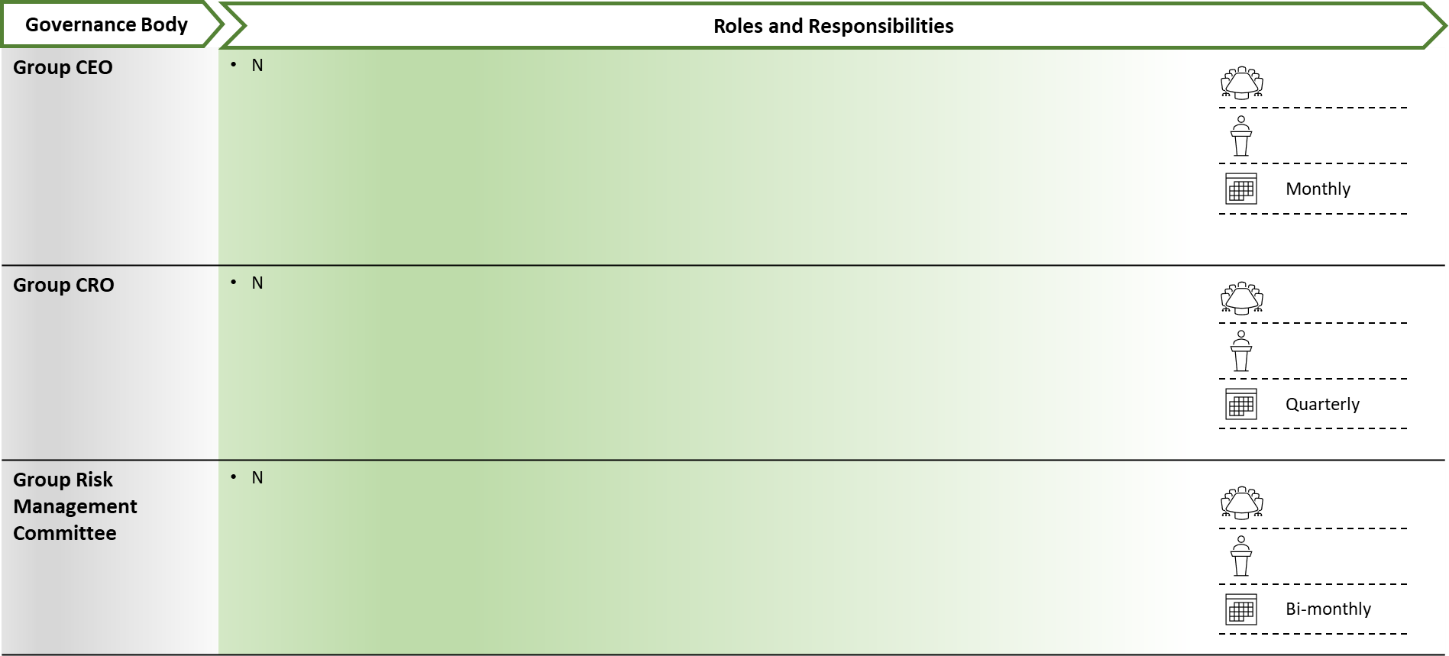 Governance Body
Roles and Responsibilities
Group CEO
• N
Monthly
Group CRO
• N
Quarterly
Group Risk
Management
Committee
• N
Bi-monthly